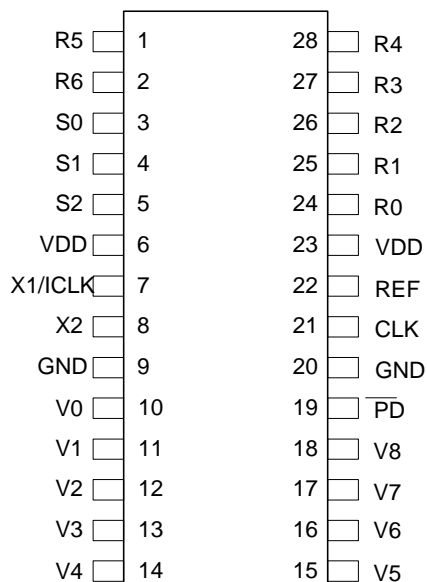 R5 1 28 R4
R6 2 27 R3
S0 3 26 R2
S1 4 25 R1
S2 5 24 R0
VDD 6 23 VDD
X1/ICLK 7 22 REF
X2 8 21 CLK
GND 9 20 GND
V0 10 19 P̅D̅
V1 11 18 V8
V2 12 17 V7
V3 13 16 V6
V4 14 15 V5